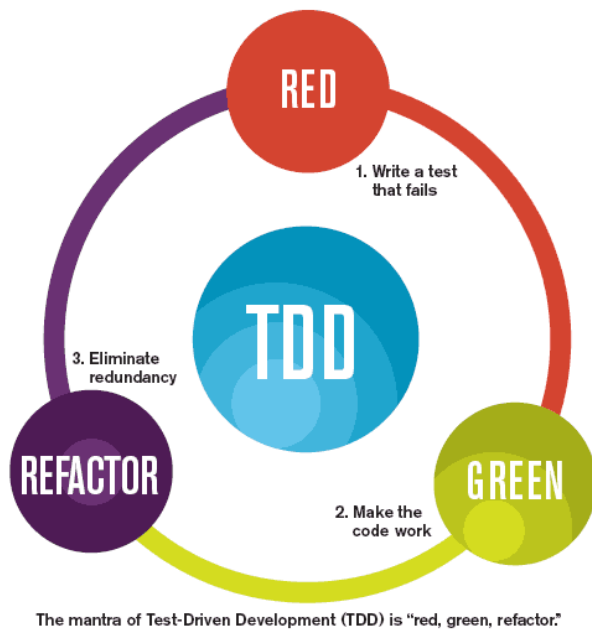 RED
1. Write a test
that fails
TDD
3. Eliminate
redundancy
REFACTOR
GREEN
2. Make the
code work
The mantra of Test-Driven Development (TDD) is “red, green, refactor.”